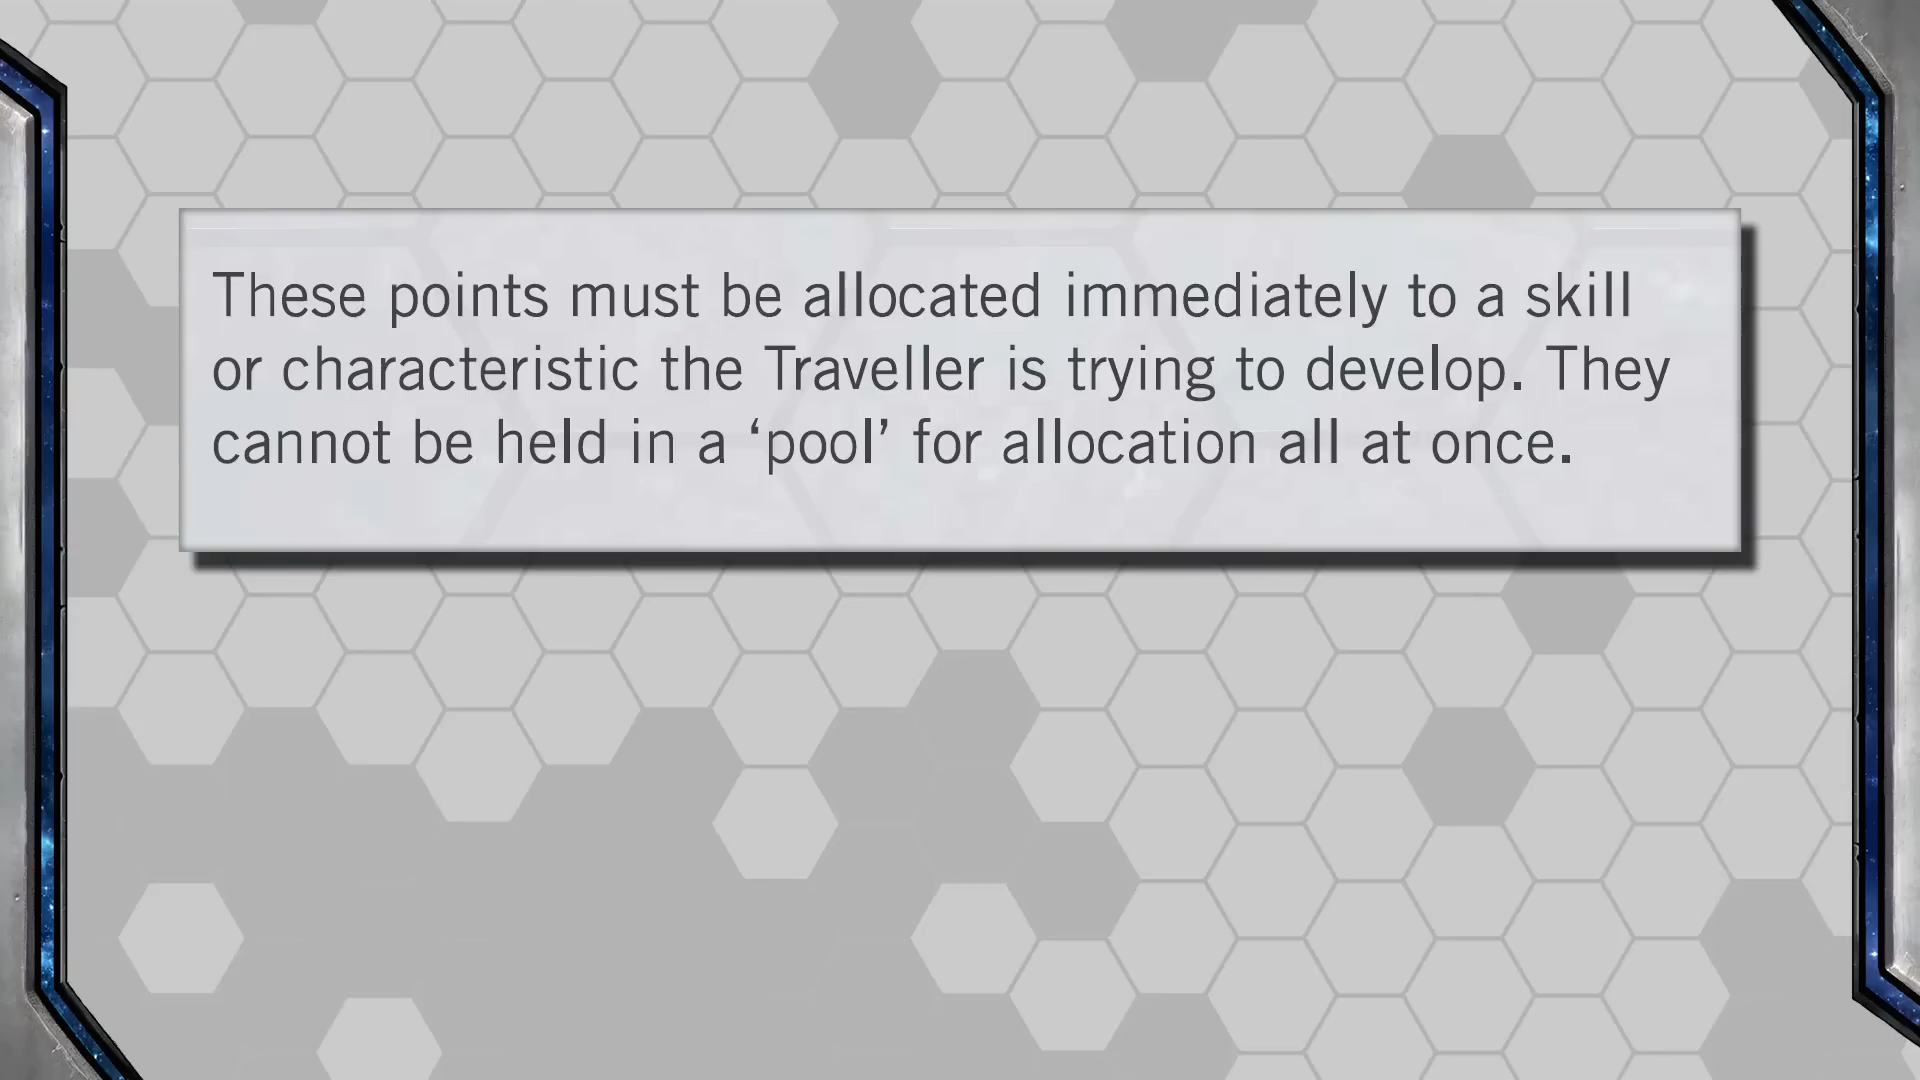 These points must be allocated immediately to a skill
or characteristic the Traveller is trying to develop. They
cannot be held in a ‘pool’ for allocation all at once.